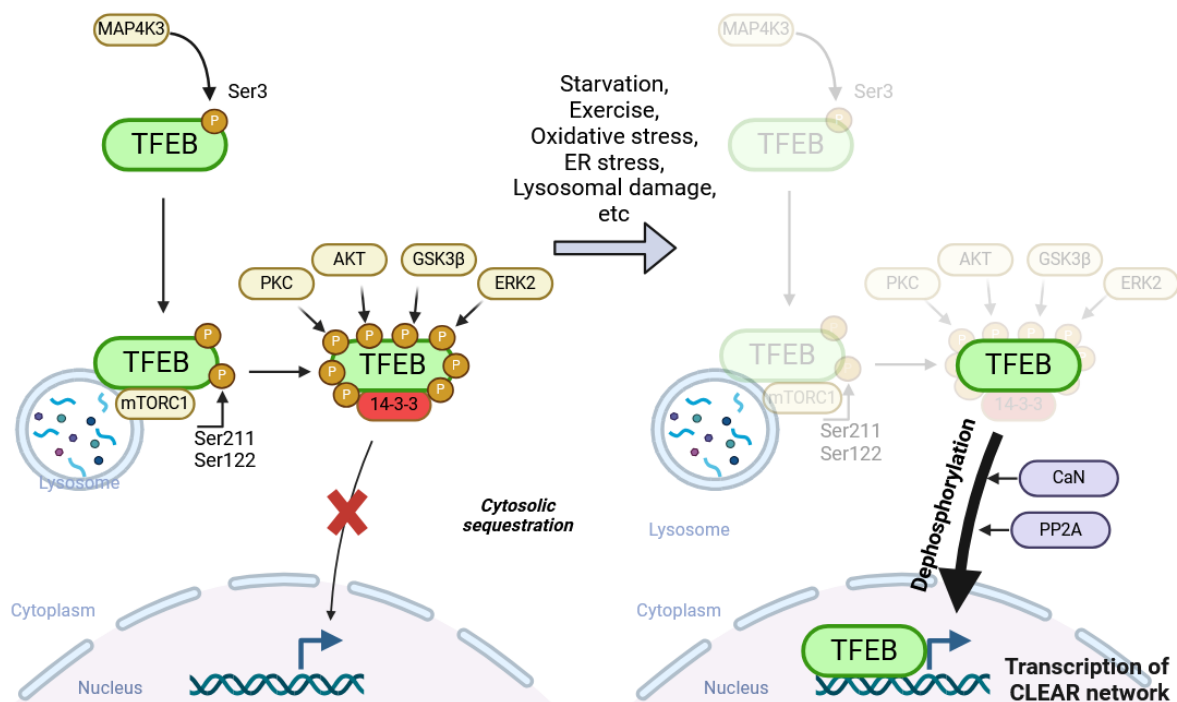 MAP4K3
Ser3
P
TFEB
PKC
AKT
GSK3β
ERK2
P
P
P
P
P
TFEB
P
TFEB
P
P
P
P
P
mTORC1
14-3-3
Ser211
Ser122
Lysosome
Cytosolic
sequestration
Cytoplasm
Nucleus
Starvation,
Exercise,
Oxidative stress,
ER stress,
Lysosomal damage,
etc
MAP4K3
Ser3
P
TFEB
PKC
AKT
GSK3β
ERK2
P
P
P
P
P
TFEB
P
TFEB
mTORC1
14-3-3
Ser211
Ser122
Lysosome
Dephosphorylation
CaN
PP2A
Cytoplasm
TFEB
Nucleus
Transcription of
CLEAR network